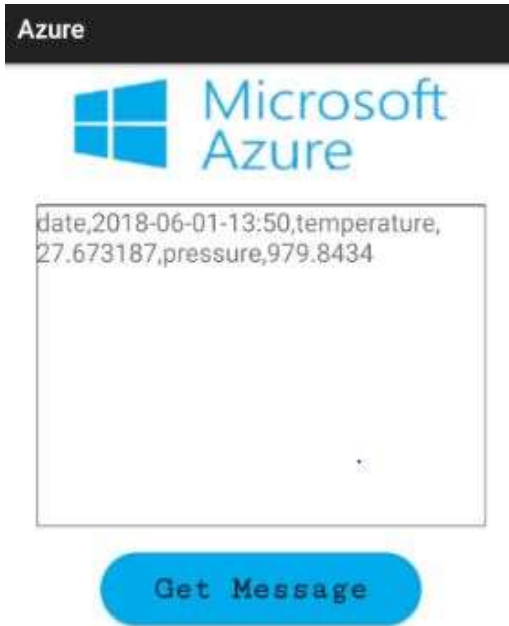 Azure
Microsoft
Azure
date,2018-06-01-13:50,temperature,
27.673187,pressure,979.8434
Get Message